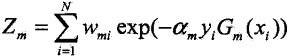 Z_m = \sum_{i=1}^{N} w_{mi} \exp(-\alpha_m y_i G_m(x_i))